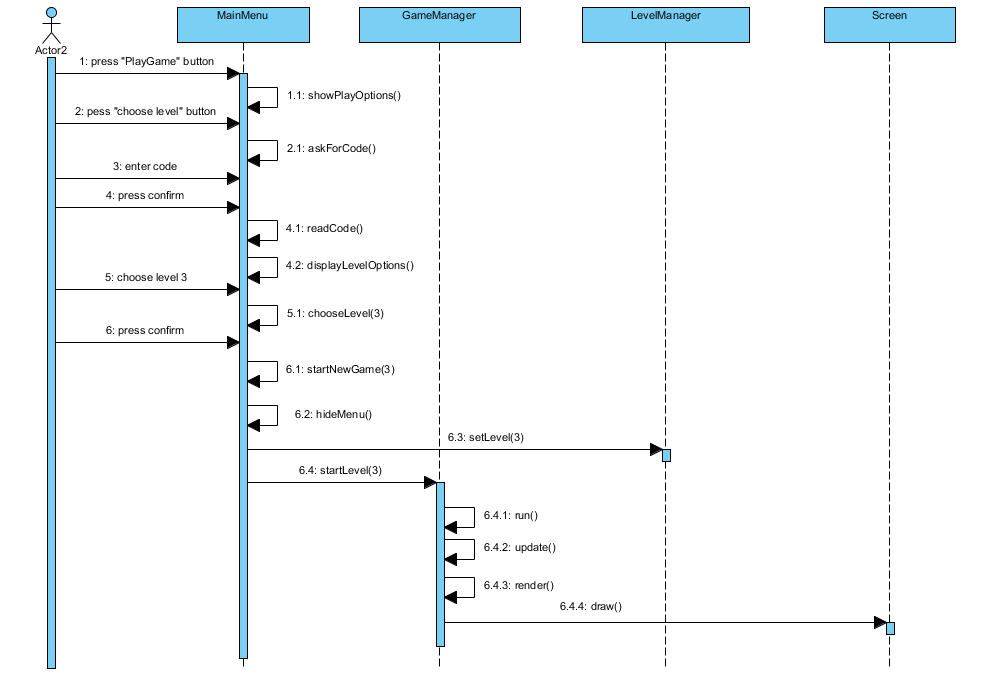 MainMenu
GameManager
LevelManager
Screen
Actor2
1: press "PlayGame" button
1.1: showPlayOptions()
2: pess "choose level" button
2.1: askForCode()
3: enter code
4: press confirm
4.1: readCode()
4.2: displayLevelOptions()
5: choose level 3
5.1: chooseLevel(3)
6: press confirm
6.1: startNewGame(3)
6.2: hideMenu()
6.3: setLevel(3)
6.4: startLevel(3)
6.4.1: run()
6.4.2: update()
6.4.3: render()
6.4.4: draw()